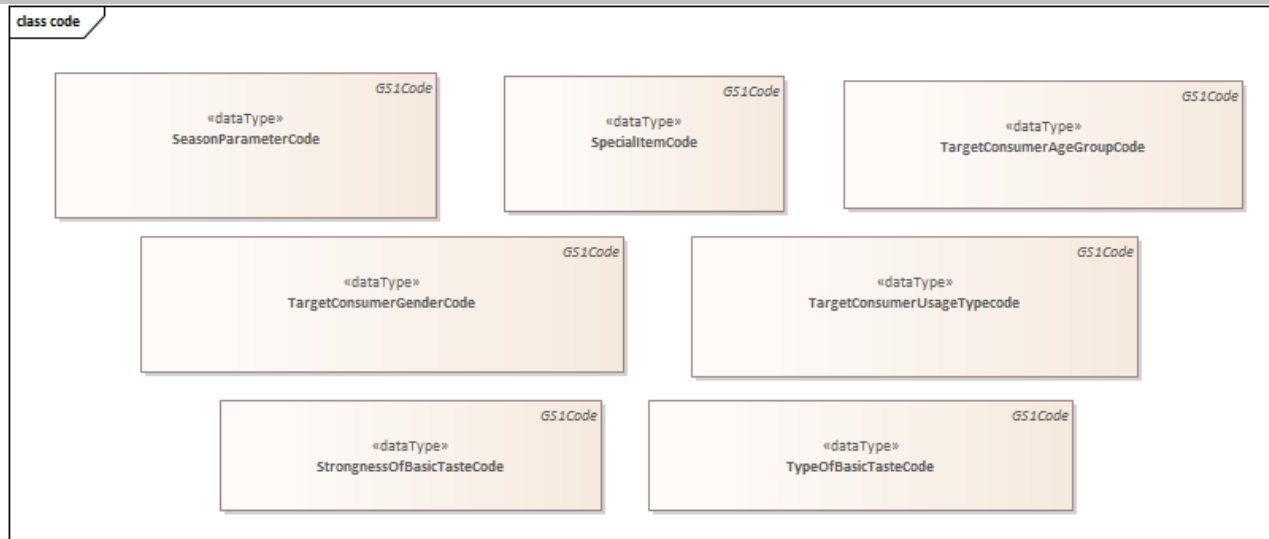 class code
GS1Code
«dataType»
SeasonParameterCode
GS1Code
«dataType»
SpecialItemCode
GS1Code
«dataType»
TargetConsumerAgeGroupCode
GS1Code
«dataType»
TargetConsumerGenderCode
GS1Code
«dataType»
TargetConsumerUsageTypecode
GS1Code
«dataType»
StrongnessOfBasicTasteCode
GS1Code
«dataType»
TypeOfBasicTasteCode